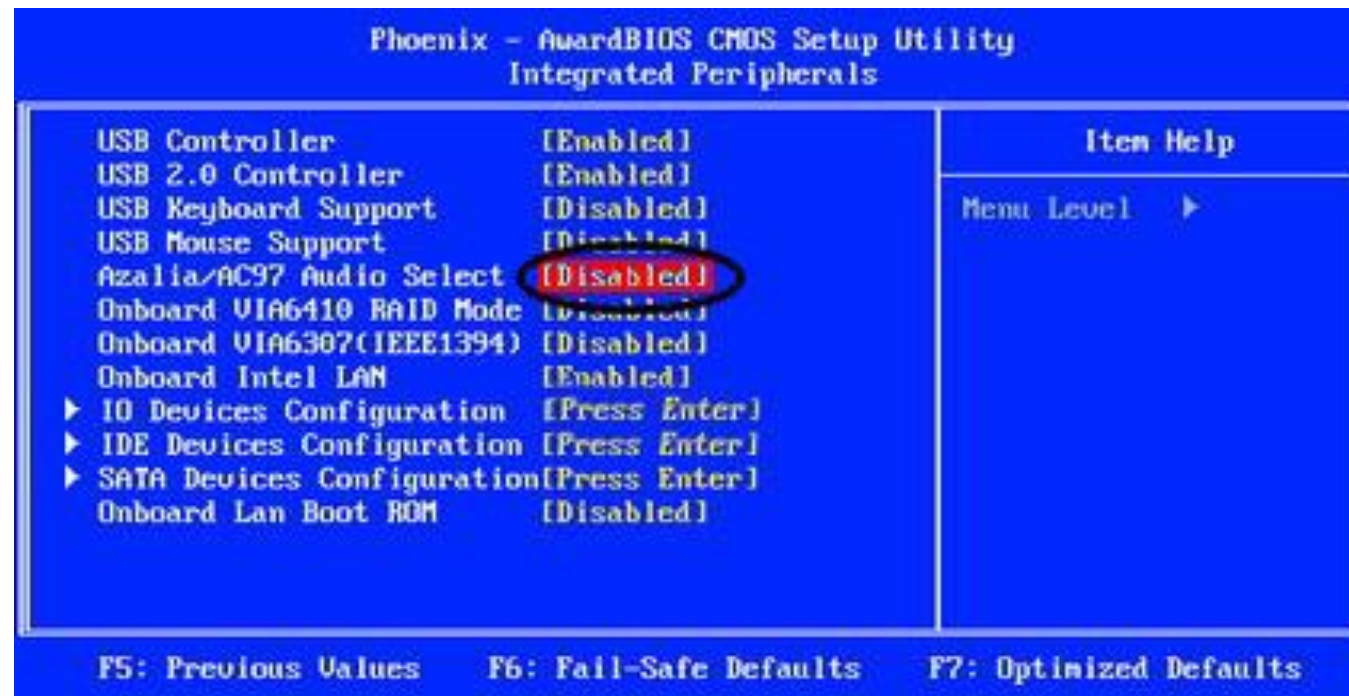 Phoenix - AwardBIOS CMOS Setup Utility
Integrated Peripherals
USB Controller [Enabled]
USB 2.0 Controller [Enabled]
USB Keyboard Support [Disabled]
USB Mouse Support [Disabled]
Azalia/AC97 Audio Select [Disabled]
Onboard VIA6410 RAID Mode [Disabled]
Onboard VIA6307(IEEE1394) [Disabled]
Onboard Intel LAN [Enabled]
IO Devices Configuration [Press Enter]
IDE Devices Configuration [Press Enter]
SATA Devices Configuration[Press Enter]
Onboard Lan Boot ROM [Disabled]
Item Help
Menu Level
F5: Previous Values F6: Fail-Safe Defaults F7: Optimized Defaults